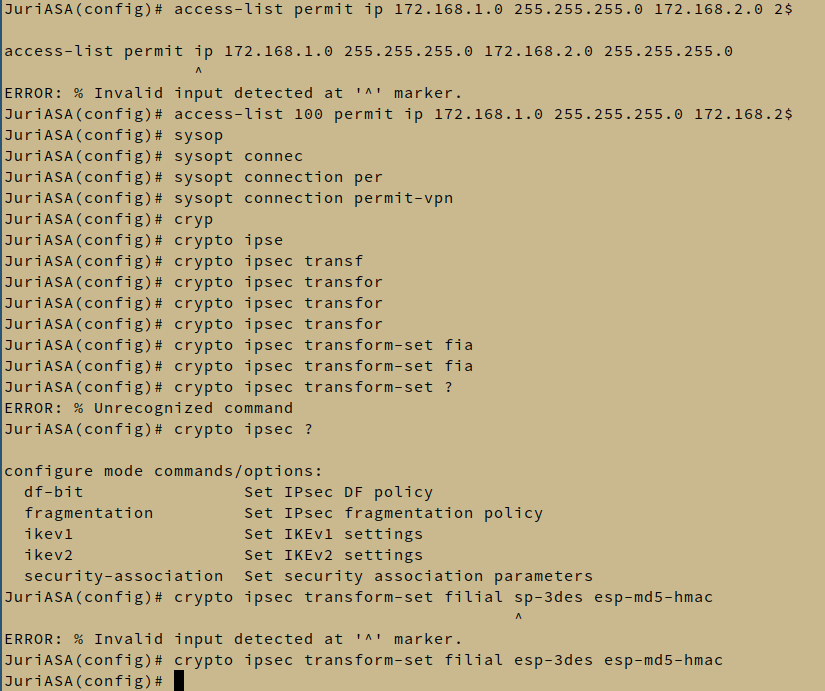 JuriASA(config)# access-list permit ip 172.168.1.0 255.255.255.0 172.168.2.0 2$
access-list permit ip 172.168.1.0 255.255.255.0 172.168.2.0 255.255.255.0
^
ERROR: % Invalid input detected at '^' marker.
JuriASA(config)# access-list 100 permit ip 172.168.1.0 255.255.255.0 172.168.2$
JuriASA(config)# sysop
JuriASA(config)# sysopt connec
JuriASA(config)# sysopt connection per
JuriASA(config)# sysopt connection permit-vpn
JuriASA(config)# cryp
JuriASA(config)# crypto ipse
JuriASA(config)# crypto ipsec transf
JuriASA(config)# crypto ipsec transfor
JuriASA(config)# crypto ipsec transfor
JuriASA(config)# crypto ipsec transfor
JuriASA(config)# crypto ipsec transform-set fia
JuriASA(config)# crypto ipsec transform-set fia
JuriASA(config)# crypto ipsec transform-set ?
ERROR: % Unrecognized command
JuriASA(config)# crypto ipsec ?
configure mode commands/options:
df-bit Set IPsec DF policy
fragmentation Set IPsec fragmentation policy
ikev1 Set IKEv1 settings
ikev2 Set IKEv2 settings
security-association Set security association parameters
JuriASA(config)# crypto ipsec transform-set filial sp-3des esp-md5-hmac
^
ERROR: % Invalid input detected at '^' marker.
JuriASA(config)# crypto ipsec transform-set filial esp-3des esp-md5-hmac
JuriASA(config)#